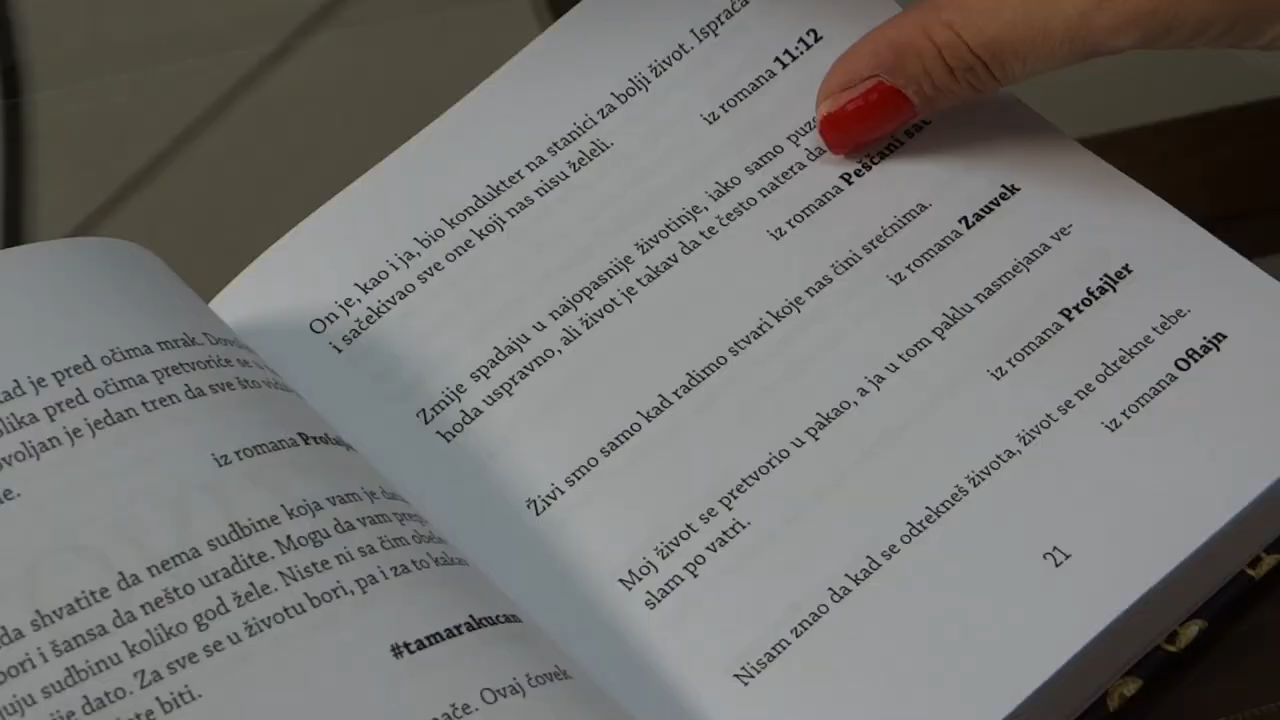 ad je pred očima mrak.
lika pred očima pretvoriće se u
voljan je jedan tren da sve što
iz romana
da shvatite da nema sudbine koja vam je
bori i šansa da nešto uradite. Mogu da vam
uju sudbinu koliko god žele. Niste ni sa čim
ije dato. Za sve se u životu bori, pa i za to
biti.
#tamarakucan
Ovaj čovek
On je, kao i ja, bio kondukter na stanici za bolji život. Ispraća
i sačekivao sve one koji nas nisu želeli.
iz romana 11:12
Zmije spadaju u najopasnije životinje, iako samo puz
hoda uspravno, ali život je takav da te često natera da
iz romana Peščani sat
Živi smo samo kad radimo stvari koje nas čini srećnima.
iz romana Zauvek
Moj život se pretvorio u pakao, a ja u tom paklu nasmejana ve-
slam po vatri.
iz romana Profajler
Nisam znao da kad se odrekneš života, život se ne odrekne tebe.
iz romana Oflajn
21